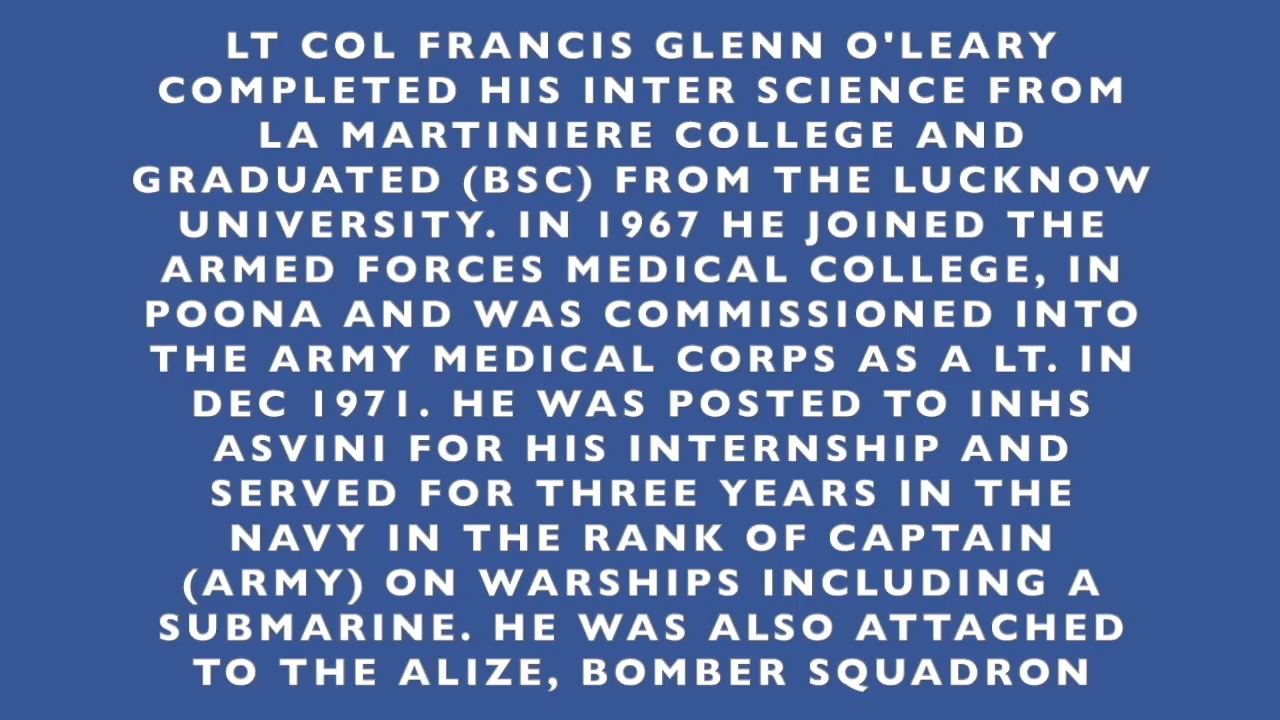 LT COL FRANCIS GLENN O'LEARY
COMPLETED HIS INTER SCIENCE FROM
LA MARTINIERE COLLEGE AND
GRADUATED (BSC) FROM THE LUCKNOW
UNIVERSITY. IN 1967 HE JOINED THE
ARMED FORCES MEDICAL COLLEGE, IN
POONA AND WAS COMMISSIONED INTO
THE ARMY MEDICAL CORPS AS A LT. IN
DEC 1971. HE WAS POSTED TO INHS
ASVINI FOR HIS INTERNSHIP AND
SERVED FOR THREE YEARS IN THE
NAVY IN THE RANK OF CAPTAIN
(ARMY) ON WARSHIPS INCLUDING A
SUBMARINE. HE WAS ALSO ATTACHED
TO THE ALIZE, BOMBER SQUADRON